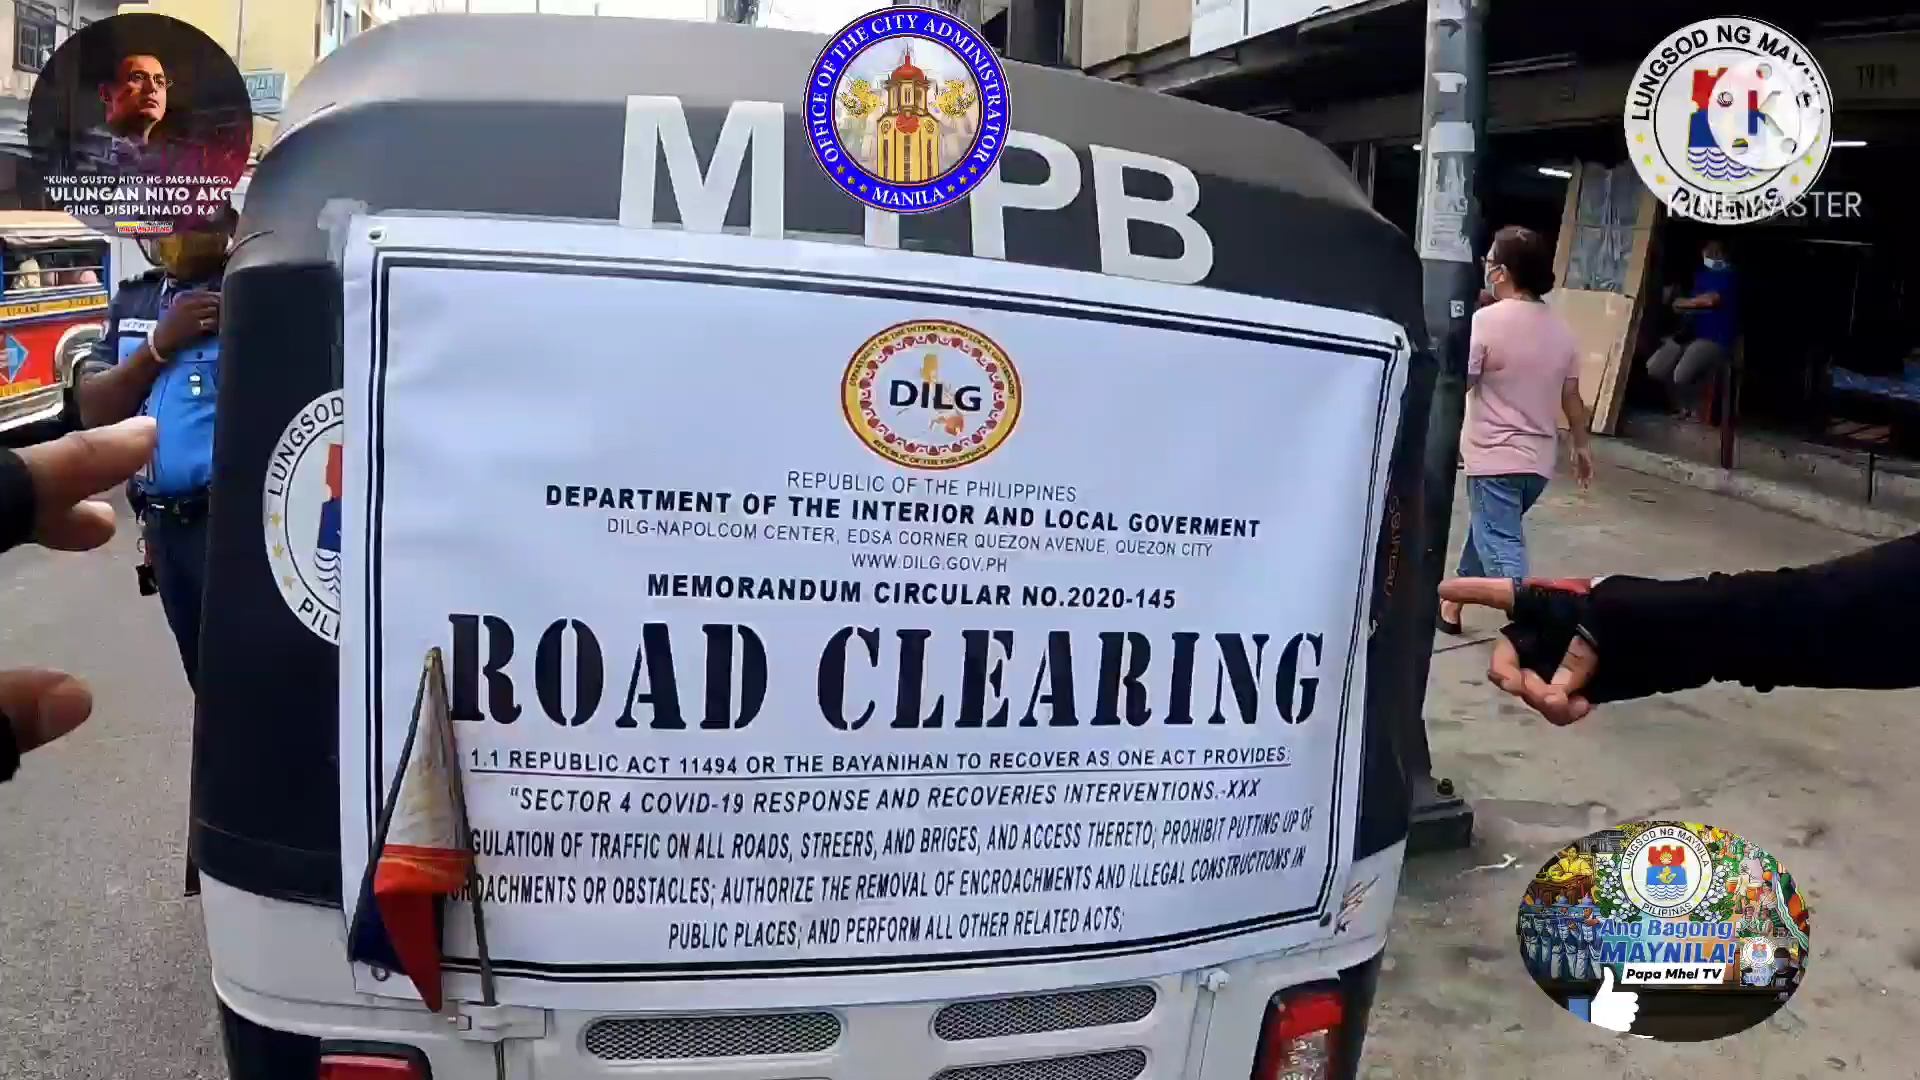 "KUNG GUSTO NIYO NG PAGBABAGO,
"ULUNGAN NIYO AKO
GING DISIPLINADO KA"
OFFICE OF THE CITY ADMINISTRATOR
MANILA
LUNGSOD NG MAY
KINEMASTER
MTPB
LUNGSOD
PILI
DILG
REPUBLIC OF THE PHILIPPINES
DEPARTMENT OF THE INTERIOR AND LOCAL GOVERMENT
DILG-NAPOLCOM CENTER, EDSA CORNER QUEZON AVENUE, QUEZON CITY
WWW.DILG.GOV.PH
MEMORANDUM CIRCULAR NO.2020-145
ROAD CLEARING
1.1 REPUBLIC ACT 11494 OR THE BAYANIHAN TO RECOVER AS ONE ACT PROVIDES:
"SECTOR 4 COVID-19 RESPONSE AND RECOVERIES INTERVENTIONS.-XXX
GULATION OF TRAFFIC ON ALL ROADS, STREERS, AND BRIGES, AND ACCESS THERETO; PROHIBIT PUTTING UP OF
ROACHMENTS OR OBSTACLES; AUTHORIZE THE REMOVAL OF ENCROACHMENTS AND ILLEGAL CONSTRUCTIONS IN
PUBLIC PLACES; AND PERFORM ALL OTHER RELATED ACTS;
LUNGSOD NG MAYNILA
PILIPINAS
Ang Bagong
MAYNILA!
Papa Mhel TV